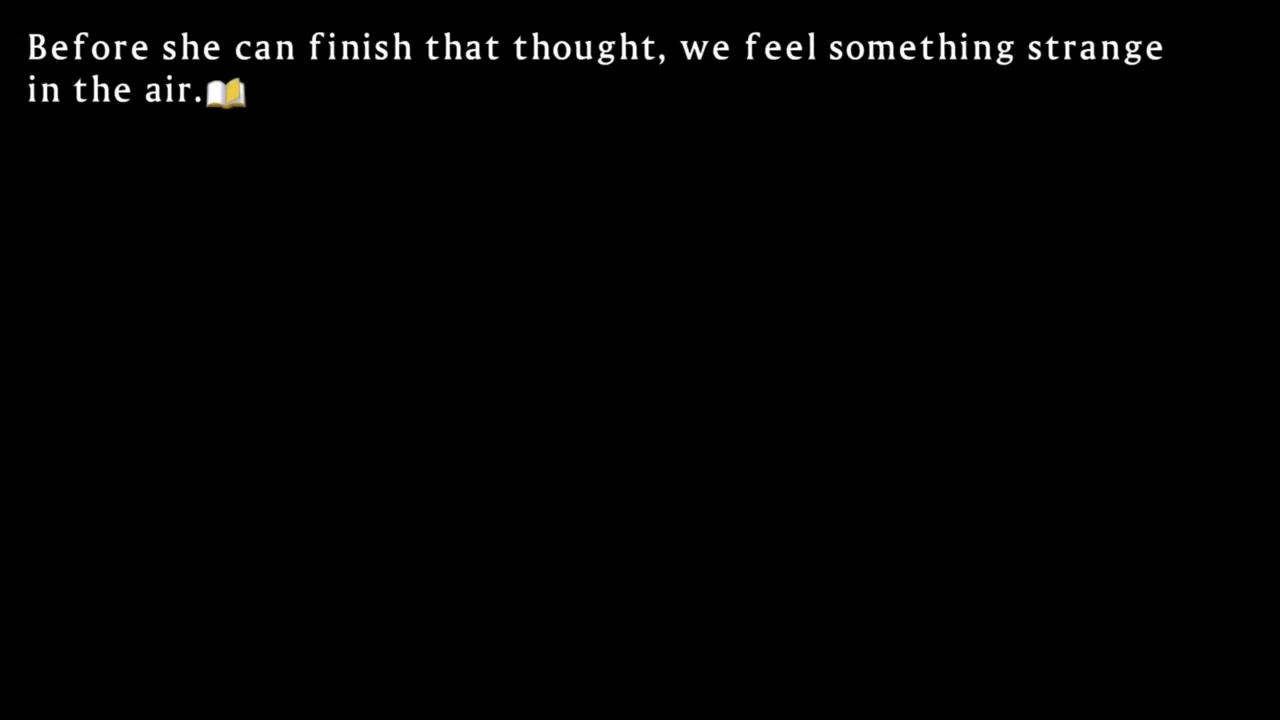 Before she can finish that thought, we feel something strange
in the air.